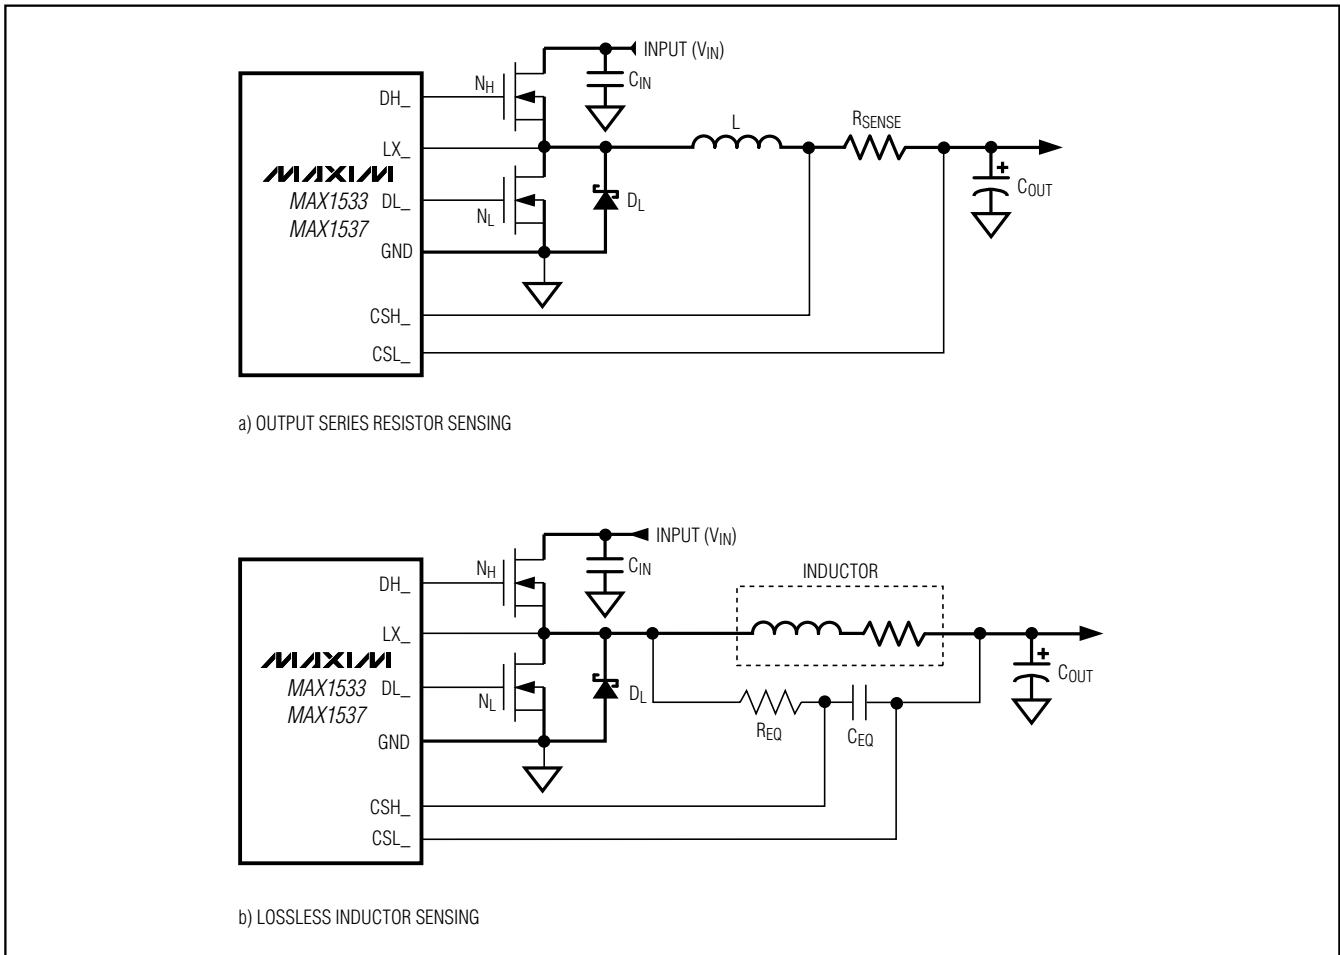 INPUT (VIN)
NH
CIN
DH_
L
RSENSE
LX_
MAXIM
MAX1533
DL_
DL
COUT
MAX1537
NL
GND
CSH_
CSL_
a) OUTPUT SERIES RESISTOR SENSING
INPUT (VIN)
NH
CIN
INDUCTOR
DH_
LX_
MAXIM
MAX1533
DL_
NL
DL
COUT
MAX1537
REQ
CEQ
GND
CSH_
CSL_
b) LOSSLESS INDUCTOR SENSING